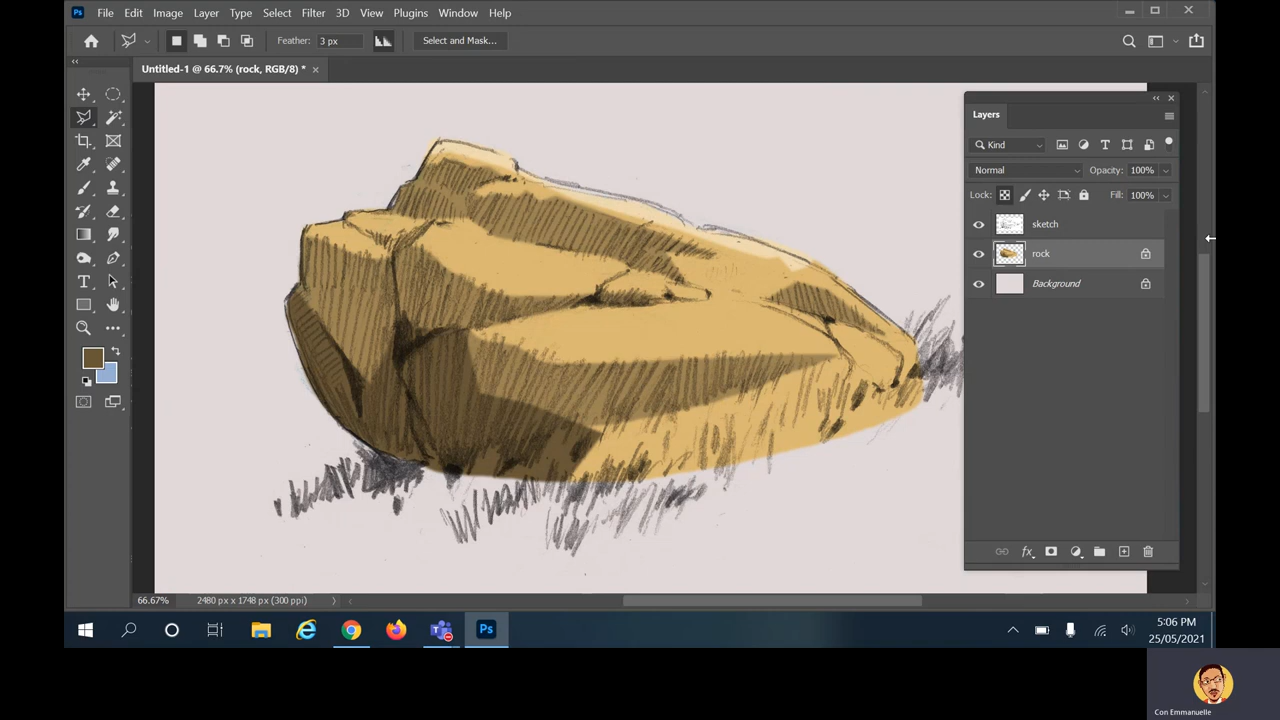 Ps File Edit Image Layer Type Select Filter 3D View Plugins Window Help
Feather: 3 px Select and Mask...
Untitled-1 @ 66.7% (rock, RGB/8) *
Layers
Kind
Normal Opacity: 100%
Lock: Fill: 100%
sketch
rock
Background
66.67% 2480 px x 1748 px (300 ppi)
Ps
5:06 PM
25/05/2021
Con Emmanuelle